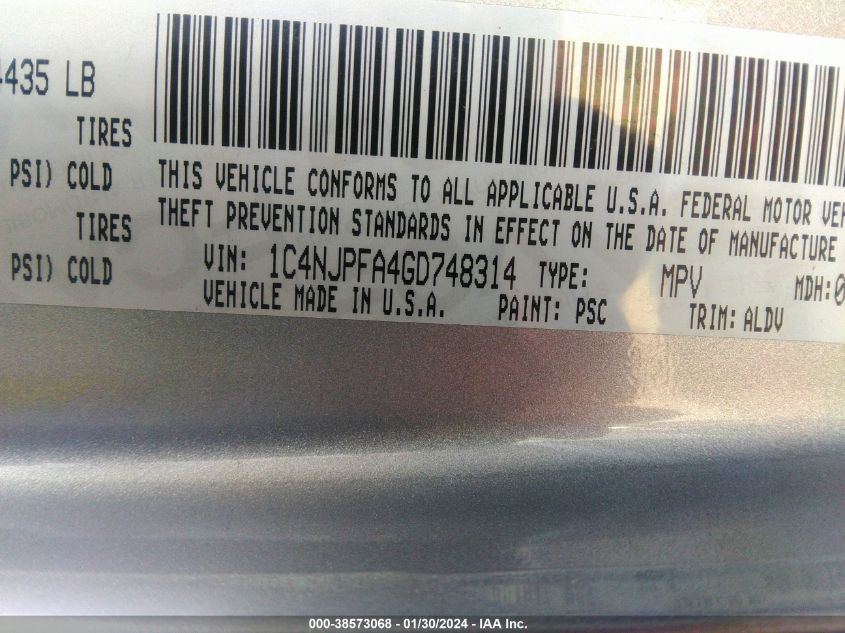 4435 LB
TIRES
PSI) COLD
TIRES
PSI) COLD
THIS VEHICLE CONFORMS TO ALL APPLICABLE U.S.A. FEDERAL MOTOR VEH
THEFT PREVENTION STANDARDS IN EFFECT ON THE DATE OF MANUFACTURE
VIN: 1C4NJPFA4GD748314 TYPE: MPV MDH:0
VEHICLE MADE IN U.S.A. PAINT: PSC TRIM: ALDV
000-38573068 - 01/30/2024 - IAA Inc.